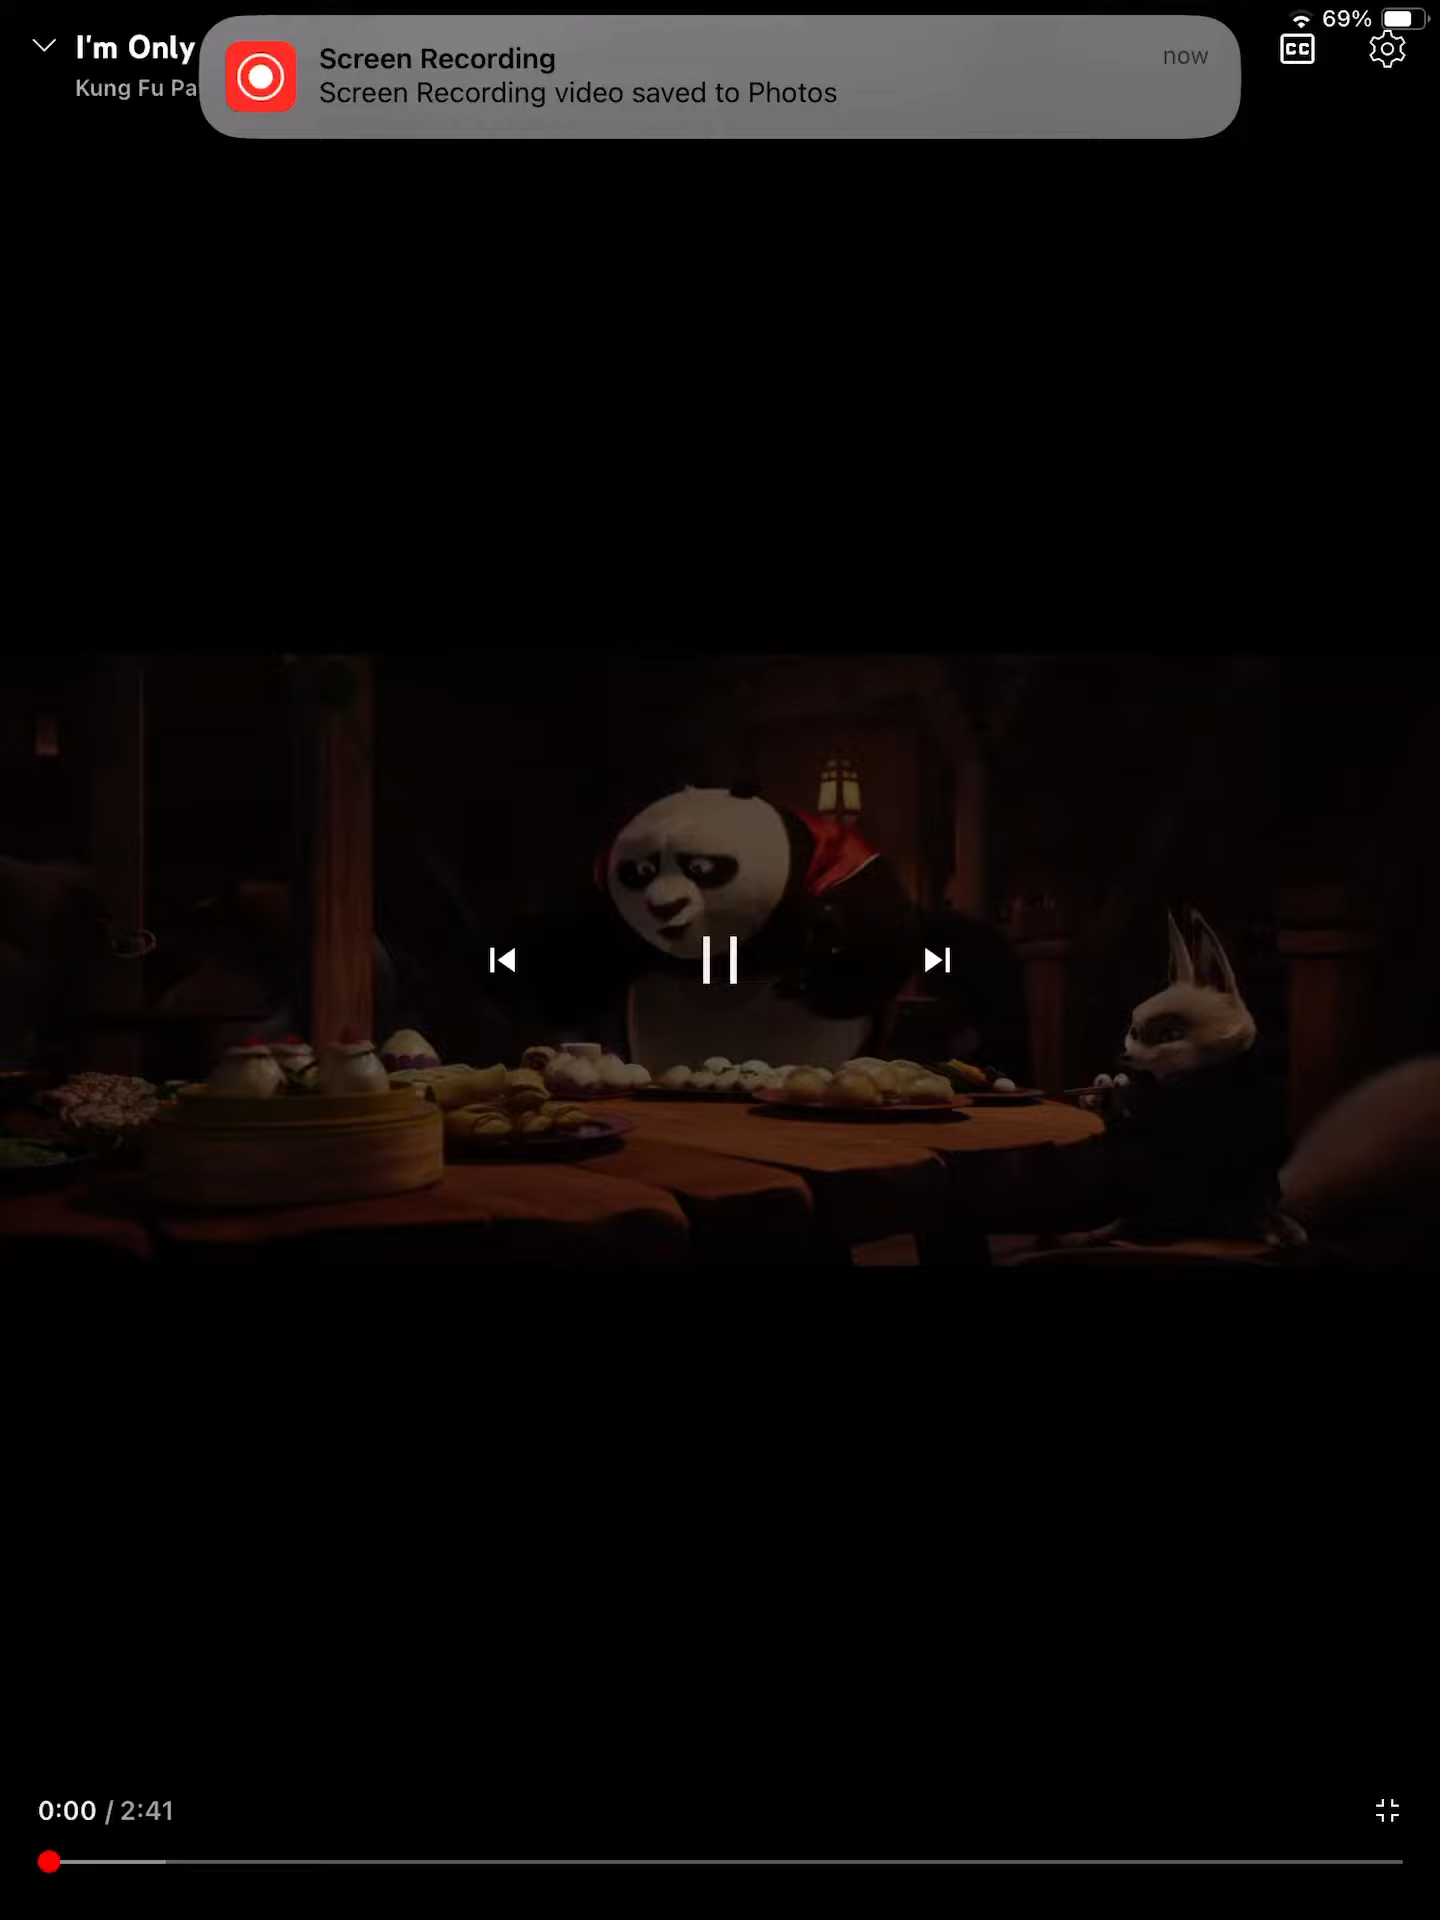 69%
I'm Only
Kung Fu Pa
Screen Recording
now
Screen Recording video saved to Photos
CC
0:00 / 2:41